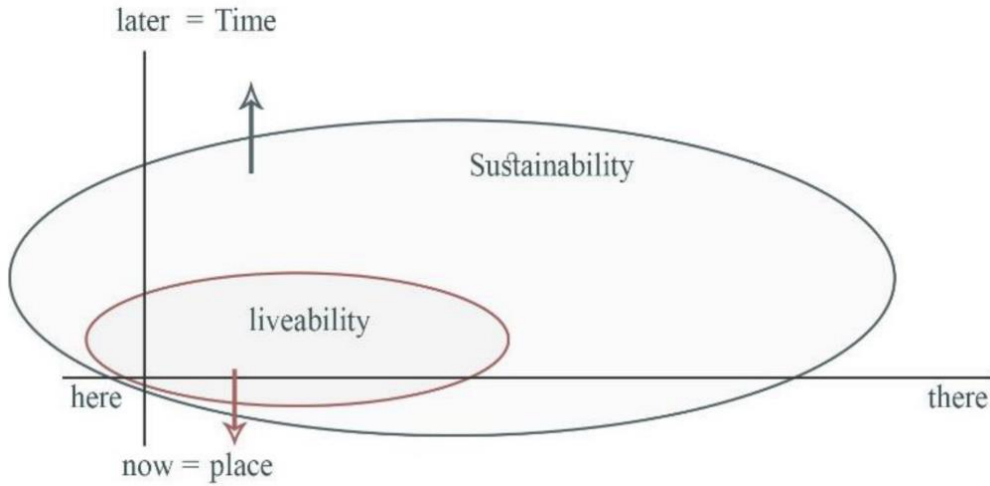 later = Time
Sustainability
liveability
here
there
now = place